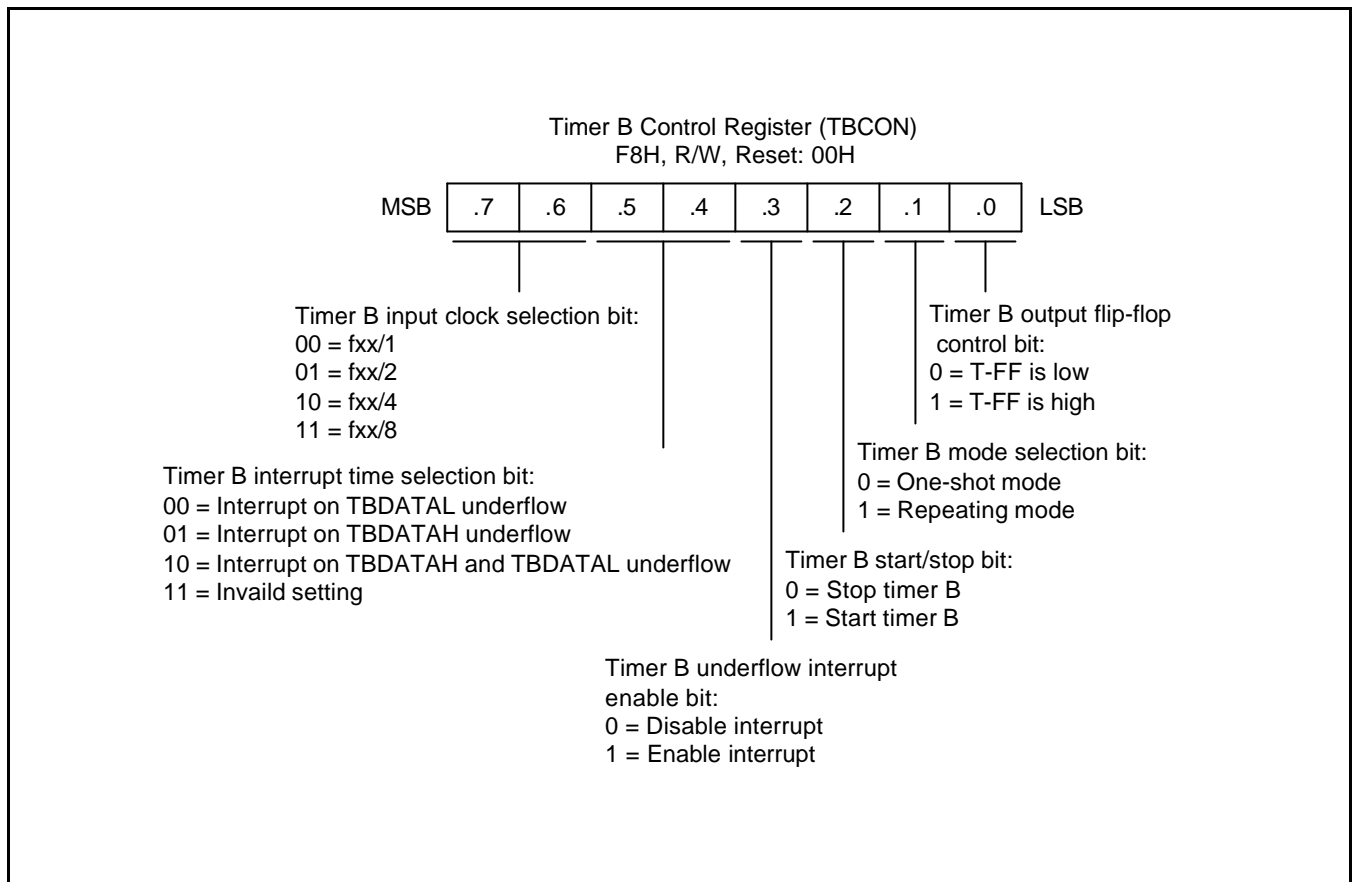 Timer B Control Register (TBCON)
F8H, R/W, Reset: 00H
MSB .7 .6 .5 .4 .3 .2 .1 .0 LSB
Timer B input clock selection bit:
00 = fxx/1
01 = fxx/2
10 = fxx/4
11 = fxx/8
Timer B output flip-flop
control bit:
0 = T-FF is low
1 = T-FF is high
Timer B interrupt time selection bit:
00 = Interrupt on TBDATAL underflow
01 = Interrupt on TBDATAH underflow
10 = Interrupt on TBDATAH and TBDATAL underflow
11 = Invaild setting
Timer B mode selection bit:
0 = One-shot mode
1 = Repeating mode
Timer B start/stop bit:
0 = Stop timer B
1 = Start timer B
Timer B underflow interrupt
enable bit:
0 = Disable interrupt
1 = Enable interrupt